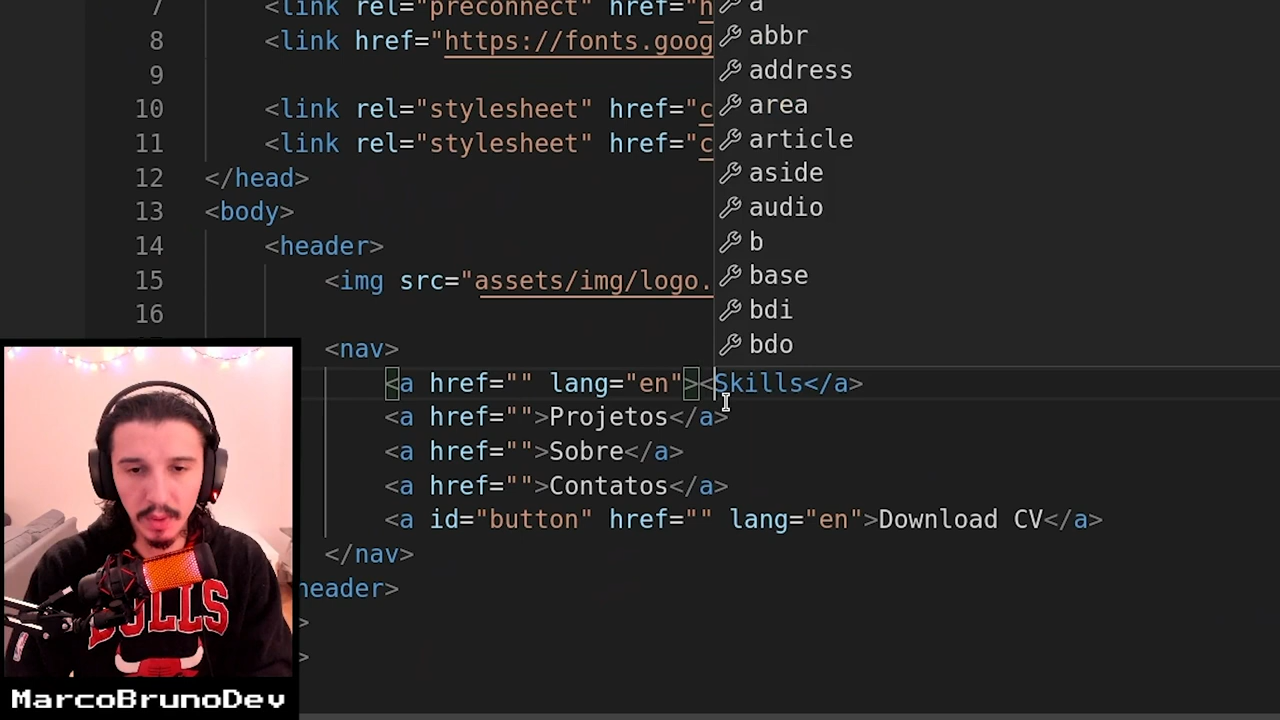 7 <link rel="preconnect" href="h
8 <link href="https://fonts.goog
9
10 <link rel="stylesheet" href="c
11 <link rel="stylesheet" href="c
12 </head>
13 <body>
14 <header>
15 <img src="assets/img/logo.
16
<nav>
<a href="" lang="en"><Skills</a>
<a href="">Projetos</a>
<a href="">Sobre</a>
<a href="">Contatos</a>
<a id="button" href="" lang="en">Download CV</a>
</nav>
header>
>
>
a
abbr
address
area
article
aside
audio
b
base
bdi
bdo
BULLS
MarcoBrunoDev